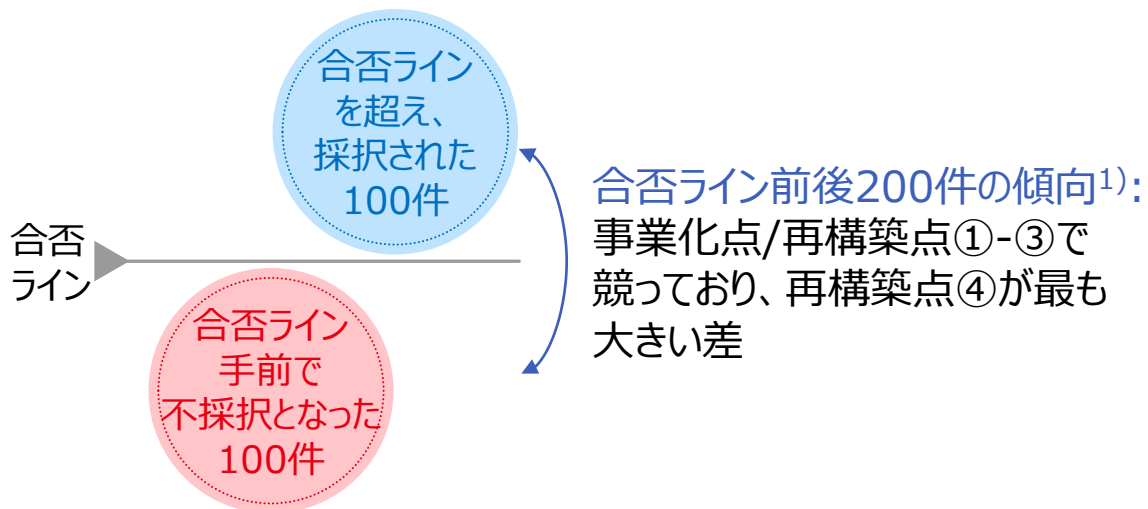 合否ライン
を超え、
採択された
100件
合否
ライン
合否ライン
手前で
不採択となった
100件
合否ライン前後200件の傾向1):
事業化点/再構築点①-③で
競っており、再構築点④が最も
大きい差